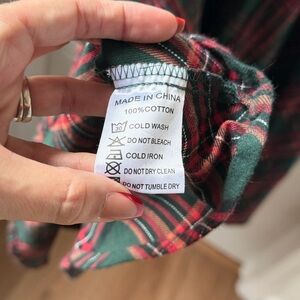 MADE IN CHINA
100%COTTON
COLD WASH
DO NOT BLEACH
COLD IRON
DO NOT DRY CLEAN
DO NOT TUMBLE DRY